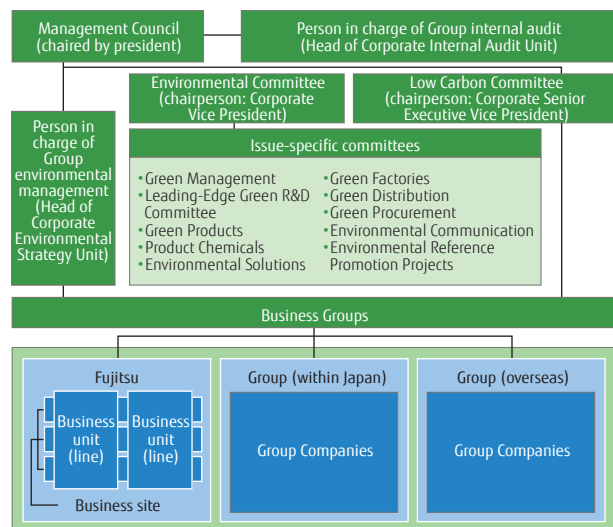 Management Council
(chaired by president)
Person in charge of Group internal audit
(Head of Corporate Internal Audit Unit)
Environmental Committee
(chairperson: Corporate
Vice President)
Low Carbon Committee
(chairperson: Corporate Senior
Executive Vice President)
Person in
charge of
Group
environmental
management
(Head of
Corporate
Environmental
Strategy Unit)
Issue-specific committees
•Green Management
•Leading-Edge Green R&D
Committee
•Green Products
•Product Chemicals
•Environmental Solutions
•Green Factories
•Green Distribution
•Green Procurement
•Environmental Communication
•Environmental Reference
Promotion Projects
Business Groups
Fujitsu
Business
unit
(line)
Business
unit
(line)
Business site
Group (within Japan)
Group Companies
Group (overseas)
Group Companies